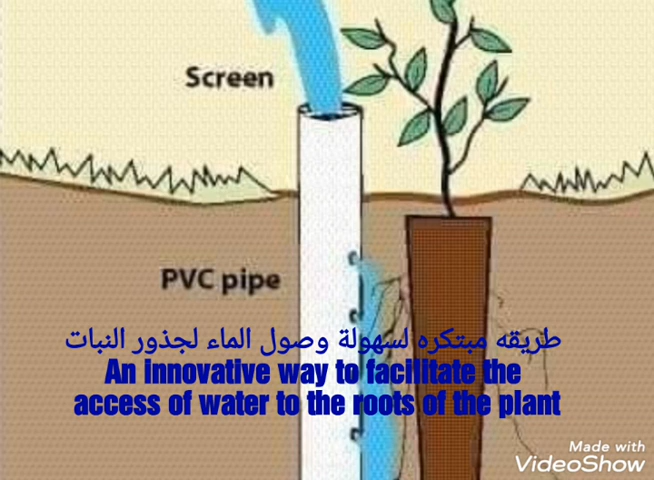 Screen
PVC pipe
طريقه مبتكره لسهولة وصول الماء لجذور النبات
An innovative way to facilitate the
access of water to the roots of the plant
Made with
VideoShow